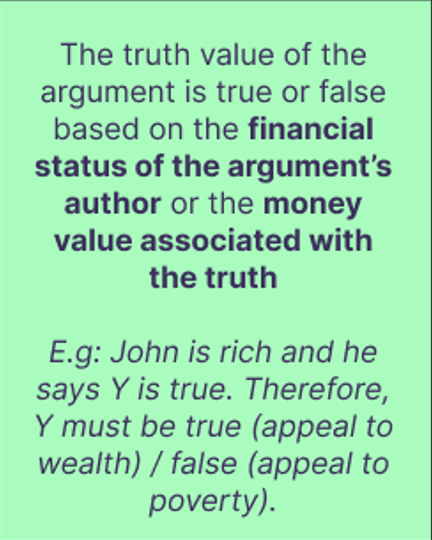 The truth value of the
argument is true or false
based on the financial
status of the argument’s
author or the money
value associated with
the truth
E.g: John is rich and he
says Y is true. Therefore,
Y must be true (appeal to
wealth) / false (appeal to
poverty).